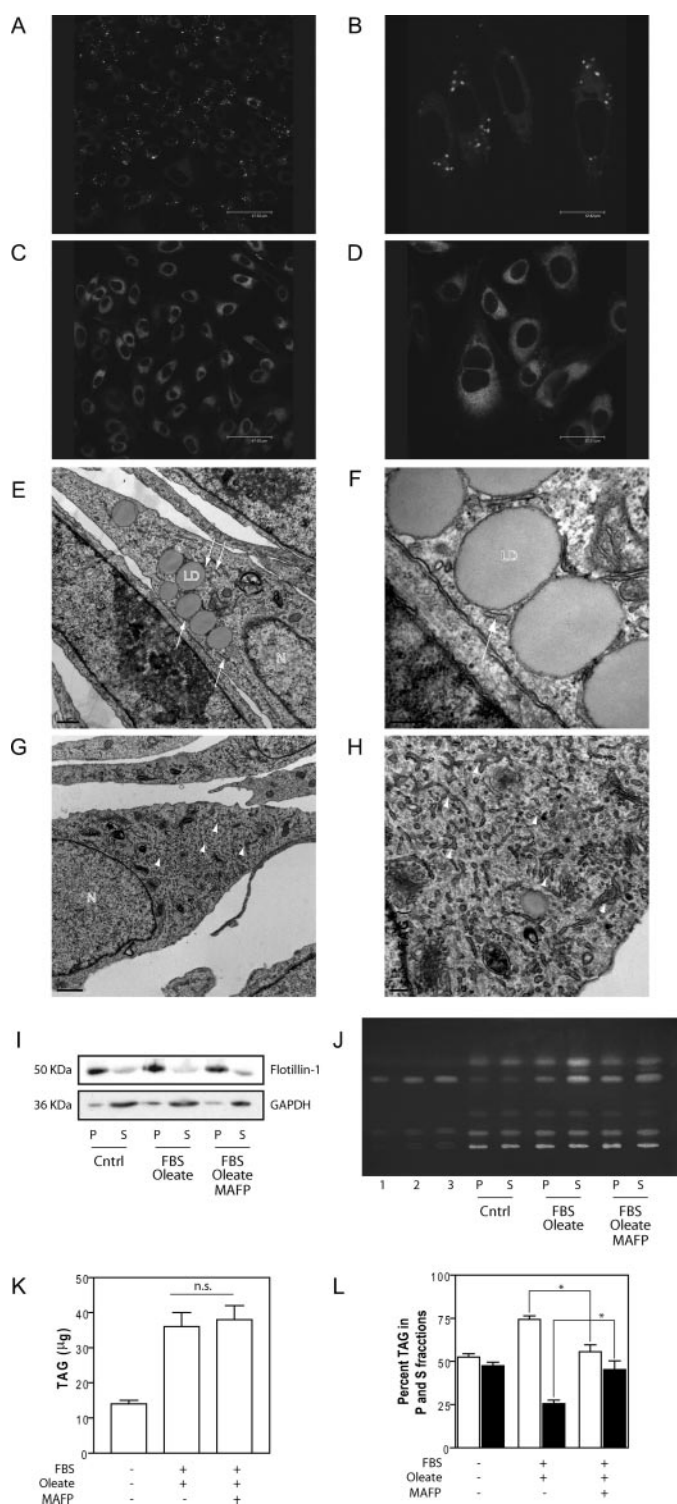 A
B
C
D
E
LD
N
F
LD
G
N
H
I
50 KDa
Flotillin-1
36 KDa
GAPDH
P S P S P S
Cntrl
FBS
Oleate
FBS
Oleate
MAFP
J
1 2 3
P S P S P S
Cntrl
FBS
Oleate
FBS
Oleate
MAFP
K
n.s.
TAG (µg)
50
40
30
20
10
0
FBS - + +
Oleate - + +
MAFP - - +
L
Percent TAG in
P and S fracctions
100
75
50
25
0
*
*
FBS - + +
Oleate - + +
MAFP - - +